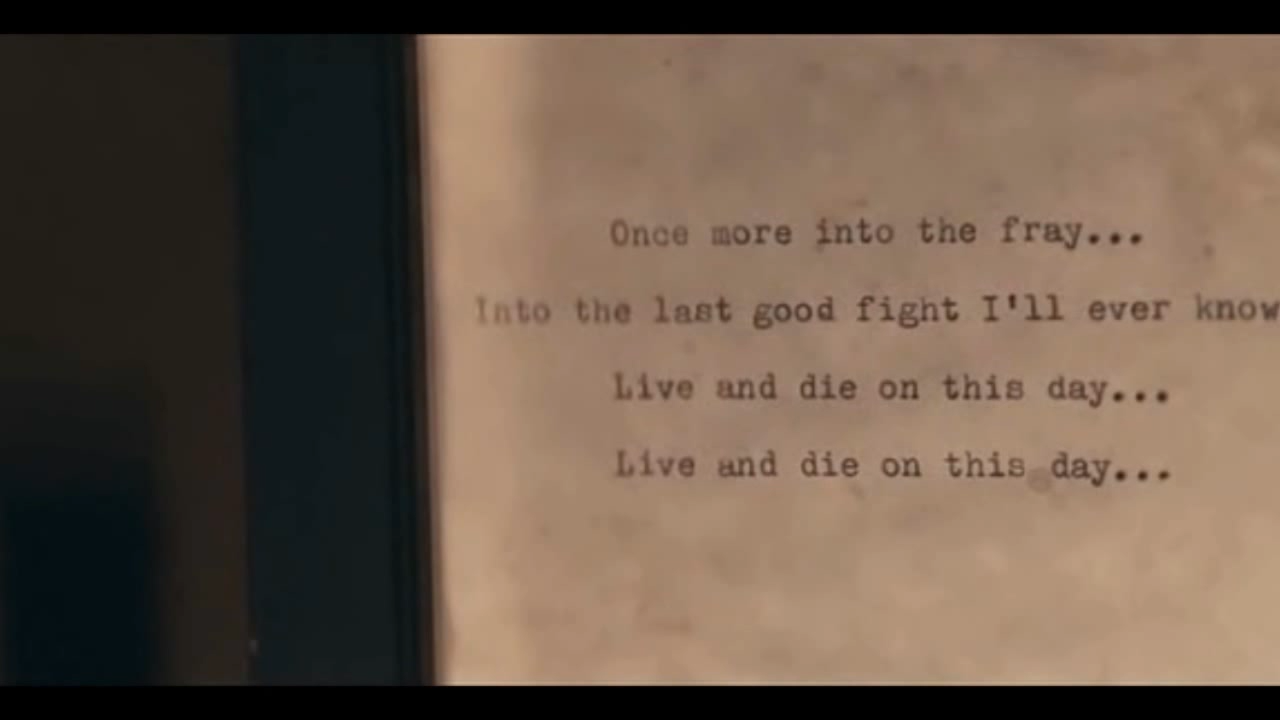 Once more into the fray...
Into the last good fight I'll ever know
Live and die on this day...
Live and die on this day...